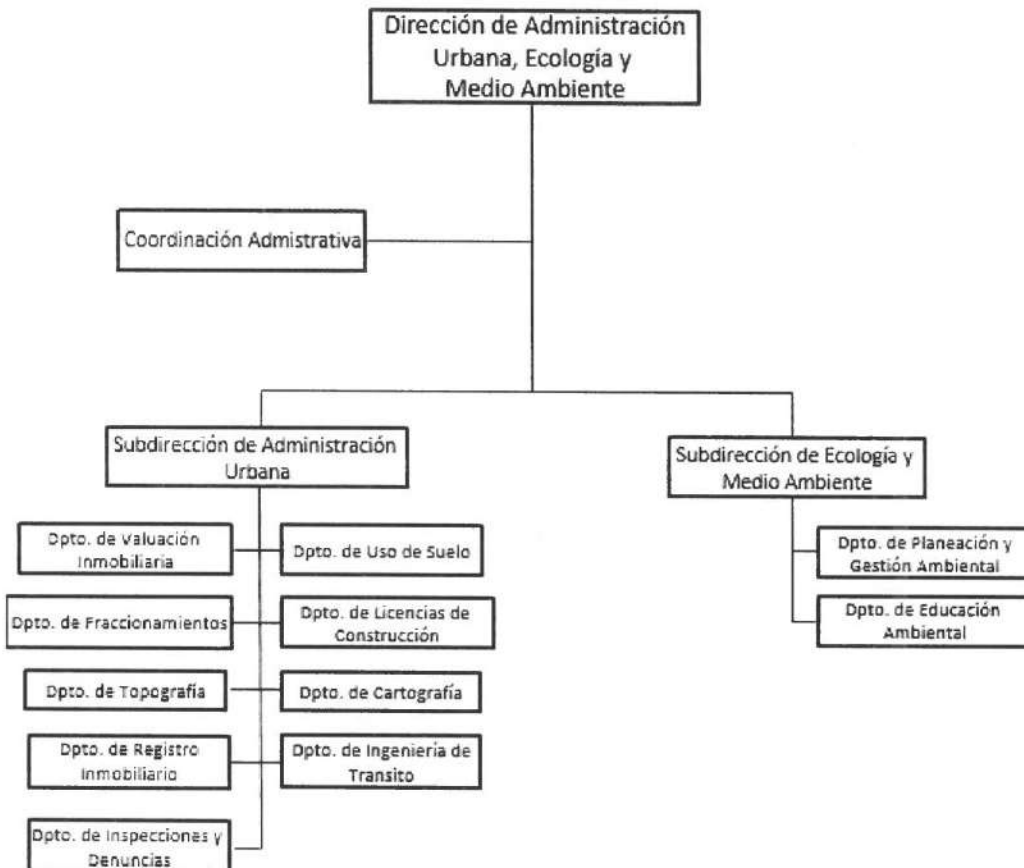 Dirección de Administración
Urbana, Ecología y
Medio Ambiente
Coordinación Admistrativa
Subdirección de Administración
Urbana
Subdirección de Ecología y
Medio Ambiente
Dpto. de Valuación
Inmobiliaria
Dpto. de Uso de Suelo
Dpto. de Planeación y
Gestión Ambiental
Dpto. de Fraccionamientos
Dpto. de Licencias de
Construcción
Dpto. de Educación
Ambiental
Dpto. de Topografía
Dpto. de Cartografía
Dpto. de Registro
Inmobiliario
Dpto. de Ingeniería de
Transito
Dpto. de Inspecciones y
Denuncias